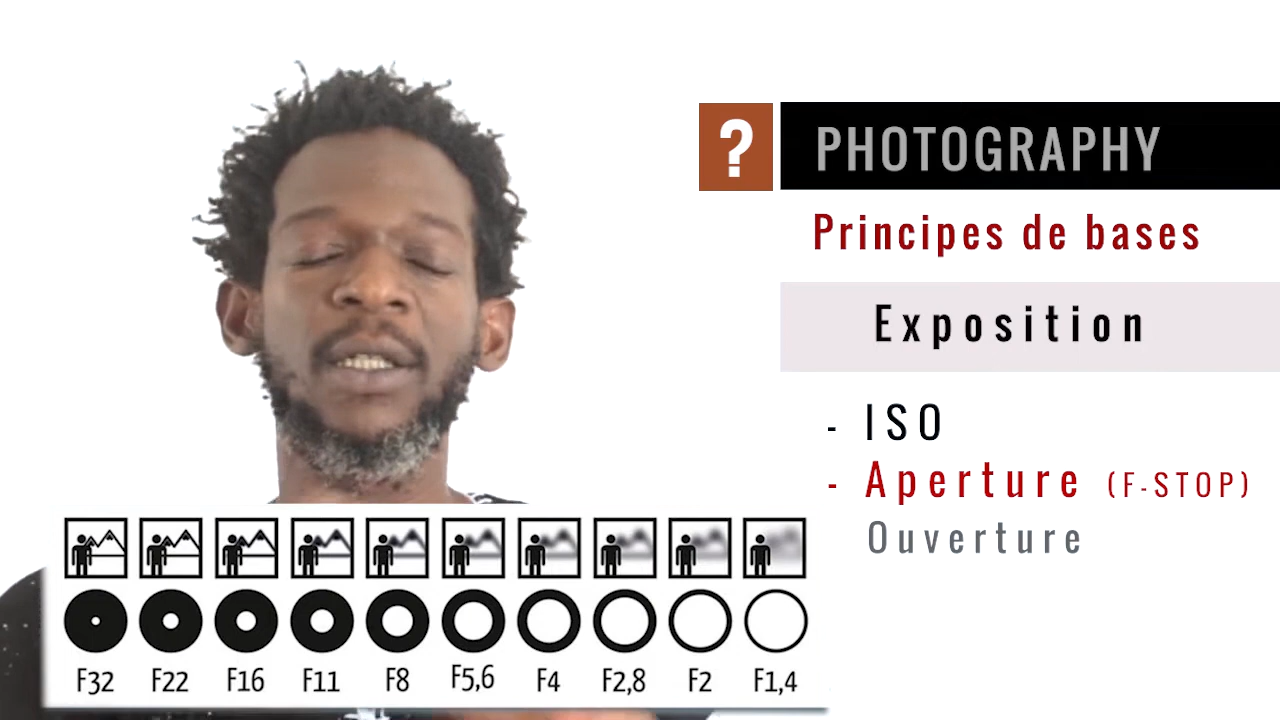 ? PHOTOGRAPHY
Principes de bases
Exposition
- ISO
- Aperture (F-STOP)
Ouverture
F32 F22 F16 F11 F8 F5,6 F4 F2,8 F2 F1,4